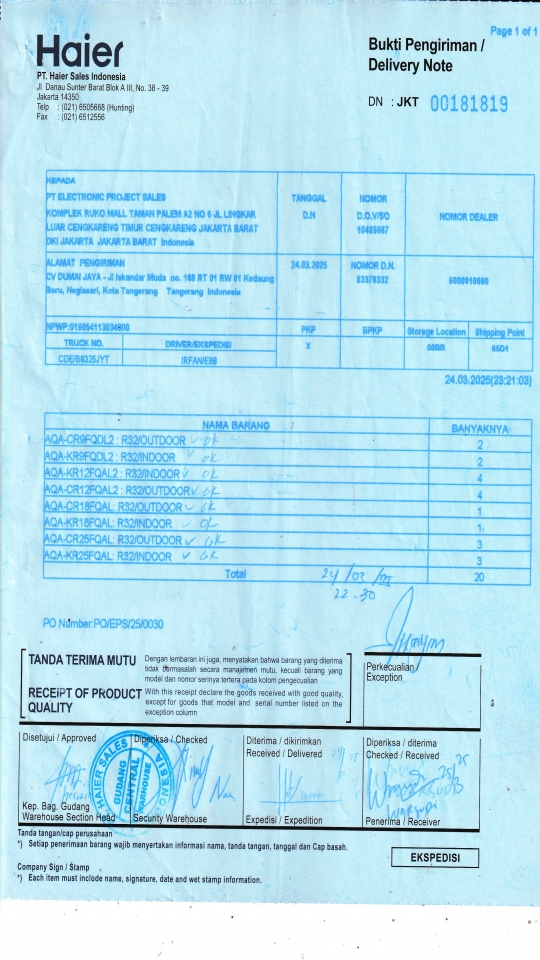 Page 1 of 1
Haier
Bukti Pengiriman /
Delivery Note
PT. Haier Sales Indonesia
Jl. Danau Sunter Barat Blok A III, No. 38 - 39
Jakarta 14350
Telp : (021) 6505668 (Hunting)
Fax : (021) 6512556
DN : JKT 00181819
KEPADA
PT ELECTRONIC PROJECT SALES
KOMPLEK RUKO MALL TAMAN PALEM A2 NO 6 JL LINGKAR
LUAR CENGKARENG TIMUR CENGKARENG JAKARTA BARAT
DKI JAKARTA JAKARTA BARAT Indonesia
TANGGAL
D.N
NOMOR
D.O.V/SO
10485667
NOMOR DEALER
ALAMAT PENGIRIMAN
CV DUMAI JAYA - Jl Iskandar Muda no. 168 RT 01 RW 01 Kedaung
Baru, Neglasari, Kota Tangerang Tangerang Indonesia
24.03.2025
NOMOR D.N.
83376332
NPWP:
PKP
BPKP
Storage Location
Shipping Point
TRUCK NO.
DRIVER/EKSPEDISI
X
65D1
CDE/B9325JYT
IRFAN/E88
24.03.2025(23:21:03)
NAMA BARANG BANYAKNYA
AQA-CR9FQDL2 : R32/OUTDOOR ✓ ok 2
AQA-KR9FQDL2 : R32/INDOOR ✓ ok 2
AQA-KR12FQAL2 : R32/INDOOR ✓ ok 4
AQA-CR12FQAL2 : R32/OUTDOOR ✓ ok 4
AQA-CR18FQAL: R32/OUTDOOR ✓ ok 1
AQA-KR18FQAL: R32/INDOOR ✓ ok 1
AQA-CR25FQAL: R32/OUTDOOR ✓ ok 3
AQA-KR25FQAL: R32/INDOOR ✓ ok 3
Total 20
24/03/25
22.30
PO Number:PO/EPS/25/0030
TANDA TERIMA MUTU
Dengan lembaran ini juga, menyatakan bahwa barang yang diterima
tidak bermasalah secara manajemen mutu, kecuali barang yang
model dan nomor serinya tertera pada kolom pengecualian
RECEIPT OF PRODUCT
QUALITY
With this receipt declare the goods received with good quality,
except for goods that model and serial number listed on the
exception column
Perkecualian /
Exception
Disetujui / Approved
Diperiksa / Checked
Diterima / dikirimkan
Received / Delivered
Diperiksa / diterima
Checked / Received
HAIER SALES INDONESIA
GUDANG
CENTRAL
WAREHOUSE
Kep. Bag. Gudang
Warehouse Section Head
Security Warehouse
Expedisi / Expedition
Penerima / Receiver
Tanda tangan/cap perusahaan
*) Setiap penerimaan barang wajib menyertakan informasi nama, tanda tangan, tanggal dan Cap basah.
EKSPEDISI
Company Sign / Stamp
*) Each item must include name, signature, date and wet stamp information.